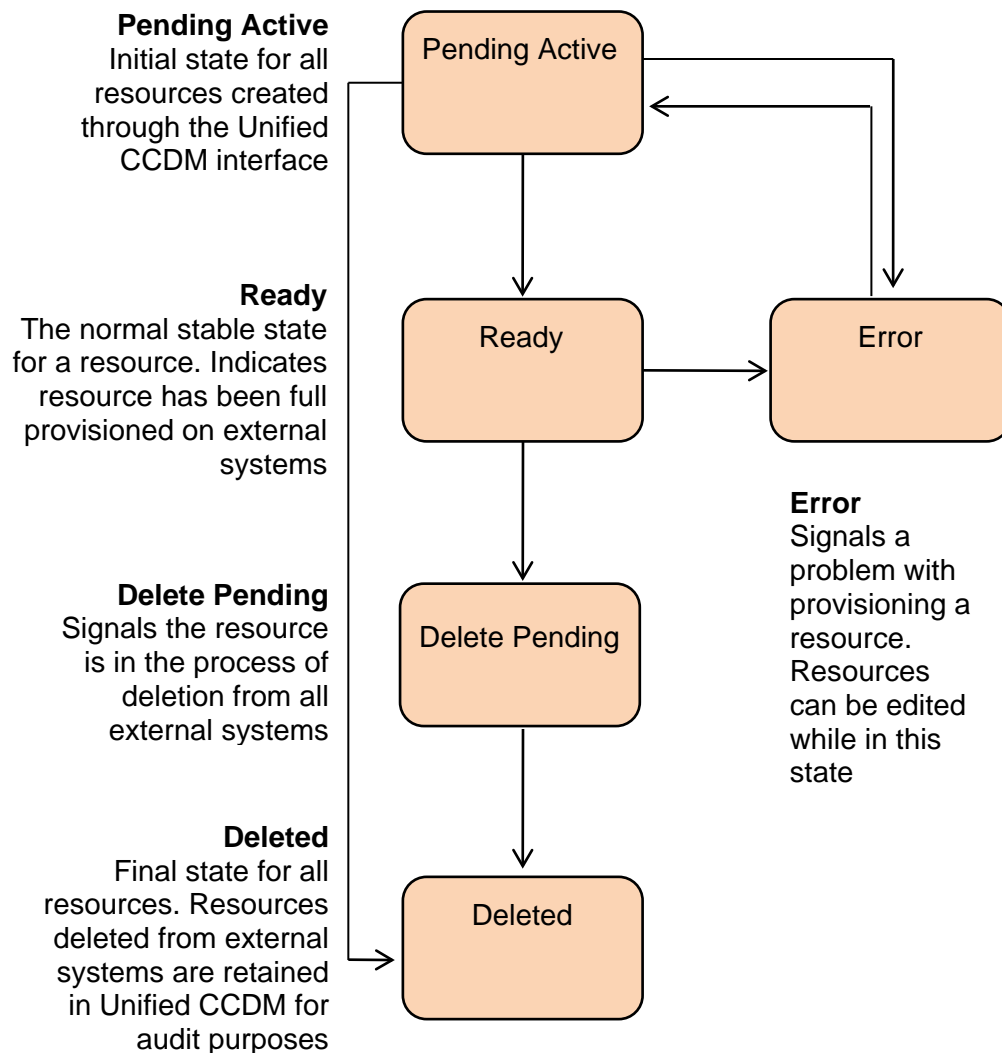 Pending Active
Initial state for all
resources created
through the Unified
CCDM interface
Pending Active
Ready
The normal stable state
for a resource. Indicates
resource has been full
provisioned on external
systems
Ready
Error
Error
Signals a
problem with
provisioning a
resource.
Resources
can be edited
while in this
state
Delete Pending
Signals the resource
is in the process of
deletion from all
external systems
Delete Pending
Deleted
Final state for all
resources. Resources
deleted from external
systems are retained
in Unified CCDM for
audit purposes
Deleted